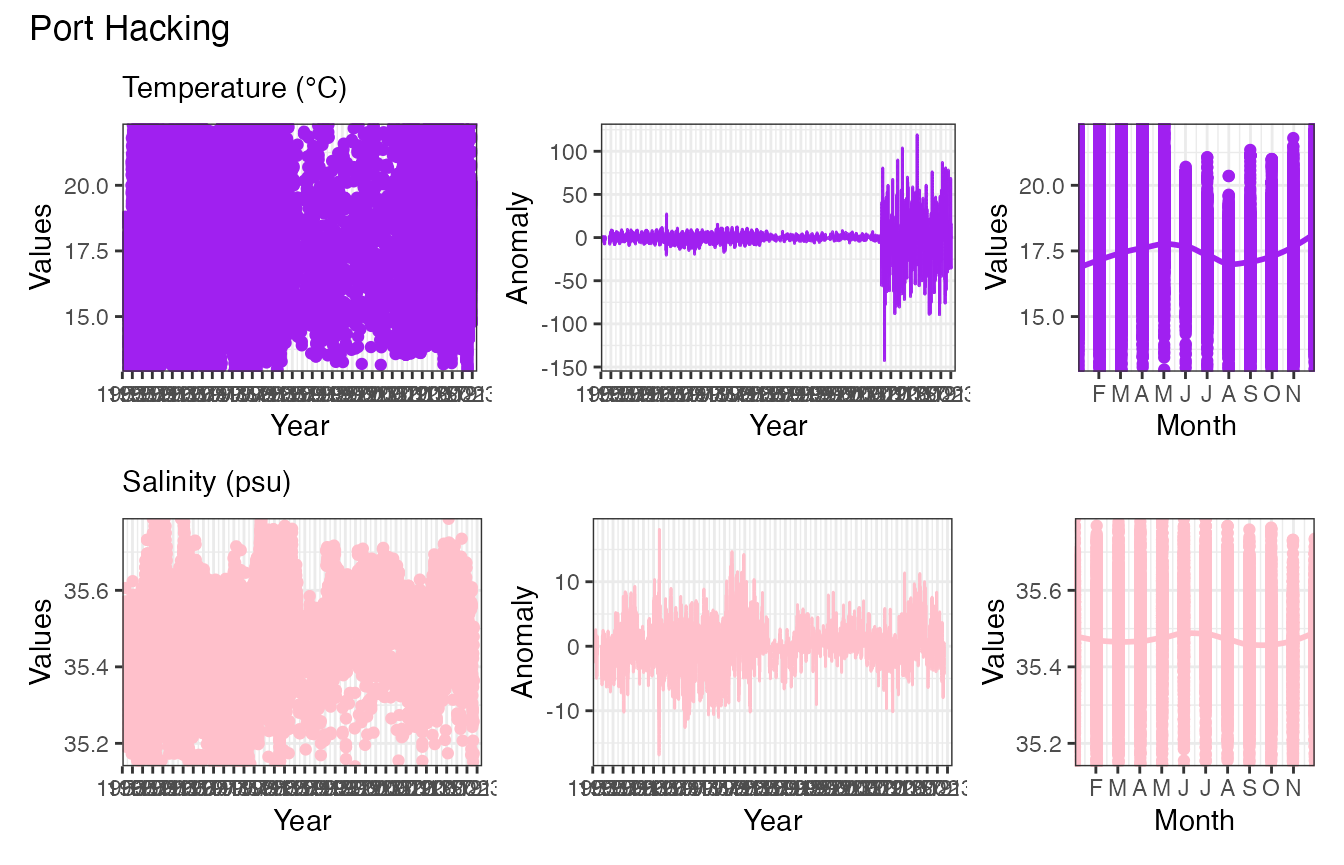 Port Hacking
Temperature (°C)
Values
20.0
17.5
15.0
Year
Anomaly
100
50
0
-50
-100
-150
Year
Values
20.0
17.5
15.0
F M A M J J A S O N
Month
Salinity (psu)
Values
35.6
35.4
35.2
Year
Anomaly
10
0
-10
Year
Values
35.6
35.4
35.2
F M A M J J A S O N
Month